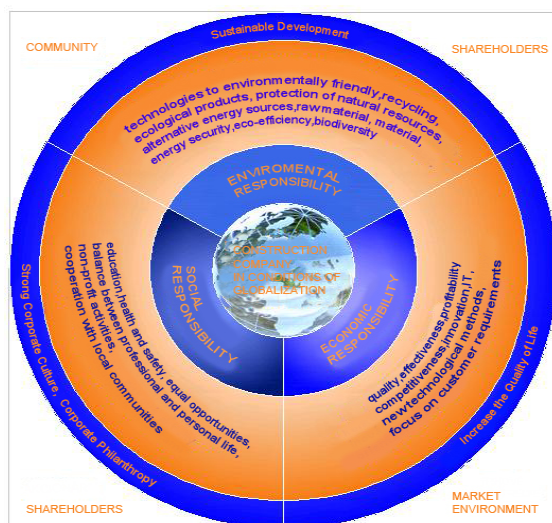 Sustainable Development
COMMUNITY
SHAREHOLDERS
technologies to environmentally friendly,recycling,
ecological products, protection of natural resources,
alternative energy sources,raw material, material,
energy security,eco-efficiency,biodiversity
ENVIROMENTAL
RESPONSIBILITY
CONSTRUCTION
COMPANY
IN CONDITIONS OF
GLOBALIZATION
SOCIAL
RESPONSIBILITY
ECONOMIC
RESPONSIBILITY
education,health and safety, equal opportunities,
balance between professional and personal life,
non-profit activities,
cooperation with local communities
quality,effectiveness,profitability
competitiveness,innovation,IT,
new technological methods,
focus on customer requirements
Strong Corporate Culture, Corporate Philanthropy
Increase the Quality of Life
SHAREHOLDERS
MARKET
ENVIRONMENT